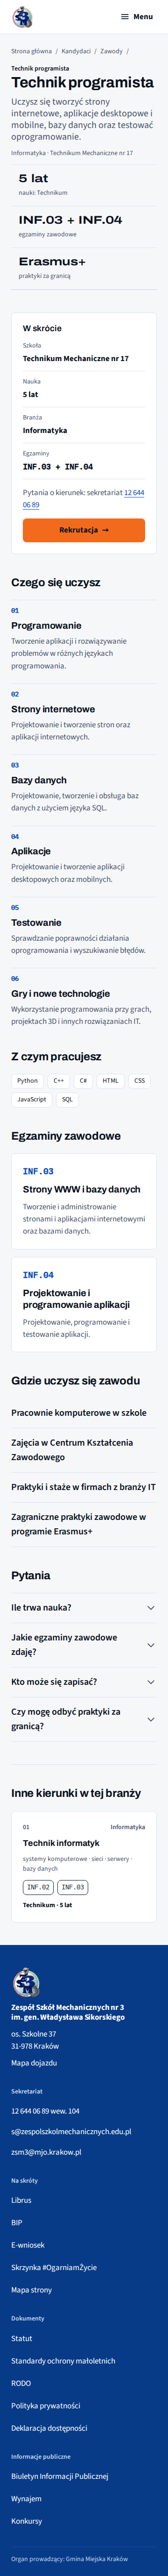 Menu
Strona główna / Kandydaci / Zawody /
Technik programista
Technik programista
Uczysz się tworzyć strony
internetowe, aplikacje desktopowe i
mobilne, bazy danych oraz testować
oprogramowanie.
Informatyka · Technikum Mechaniczne nr 17
5 lat
nauki: Technikum
INF.03 + INF.04
egzaminy zawodowe
Erasmus+
praktyki za granicą
W skrócie
Szkoła
Technikum Mechaniczne nr 17
Nauka
5 lat
Branża
Informatyka
Egzaminy
INF.03 + INF.04
Pytania o kierunek: sekretariat 12 644
06 89
Rekrutacja →
Czego się uczysz
01
Programowanie
Tworzenie aplikacji i rozwiązywanie
problemów w różnych językach
programowania.
02
Strony internetowe
Projektowanie i tworzenie stron oraz
aplikacji internetowych.
03
Bazy danych
Projektowanie, tworzenie i obsługa baz
danych z użyciem języka SQL.
04
Aplikacje
Projektowanie i tworzenie aplikacji
desktopowych oraz mobilnych.
05
Testowanie
Sprawdzanie poprawności działania
oprogramowania i wyszukiwanie błędów.
06
Gry i nowe technologie
Wykorzystanie programowania przy grach,
projektach 3D i innych rozwiązaniach IT.
Z czym pracujesz
Python C++ C# HTML CSS
JavaScript SQL
Egzaminy zawodowe
INF.03
Strony WWW i bazy danych
Tworzenie i administrowanie
stronami i aplikacjami internetowymi
oraz bazami danych.
INF.04
Projektowanie i
programowanie aplikacji
Projektowanie, programowanie i
testowanie aplikacji.
Gdzie uczysz się zawodu
Pracownie komputerowe w szkole
Zajęcia w Centrum Kształcenia
Zawodowego
Praktyki i staże w firmach z branży IT
Zagraniczne praktyki zawodowe w
programie Erasmus+
Pytania
Ile trwa nauka?
Jakie egzaminy zawodowe
zdaję?
Kto może się zapisać?
Czy mogę odbyć praktyki za
granicą?
Inne kierunki w tej branży
01 Informatyka
Technik informatyk
systemy komputerowe · sieci · serwery ·
bazy danych
INF.02 INF.03
Technikum · 5 lat
Zespół Szkół Mechanicznych nr 3
im. gen. Władysława Sikorskiego
os. Szkolne 37
31-978 Kraków
Mapa dojazdu
Sekretariat
12 644 06 89 wew. 104
s@zespolszkolmechanicznych.edu.pl
zsm3@mjo.krakow.pl
Na skróty
Librus
BIP
E-wniosek
Skrzynka #OgarniamŻycie
Mapa strony
Dokumenty
Statut
Standardy ochrony małoletnich
RODO
Polityka prywatności
Deklaracja dostępności
Informacje publiczne
Biuletyn Informacji Publicznej
Wynajem
Konkursy
Organ prowadzący: Gmina Miejska Kraków